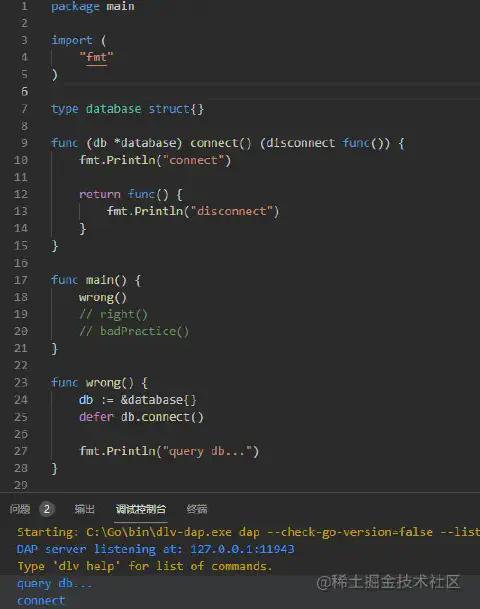 1 package main
2
3 import (
4     "fmt"
5 )
6
7 type database struct{}
8
9 func (db *database) connect() (disconnect func()) {
10     fmt.Println("connect")
11
12     return func() {
13         fmt.Println("disconnect")
14     }
15 }
16
17 func main() {
18     wrong()
19     // right()
20     // badPractice()
21 }
22
23 func wrong() {
24     db := &database{}
25     defer db.connect()
26
27     fmt.Println("query db...")
28 }
29
问题 2 输出 调试控制台 终端
Starting: C:\Go\bin\dlv-dap.exe dap --check-go-version=false --list
DAP server listening at: 127.0.0.1:11943
Type 'dlv help' for list of commands.
query db...
connect
@稀土掘金技术社区